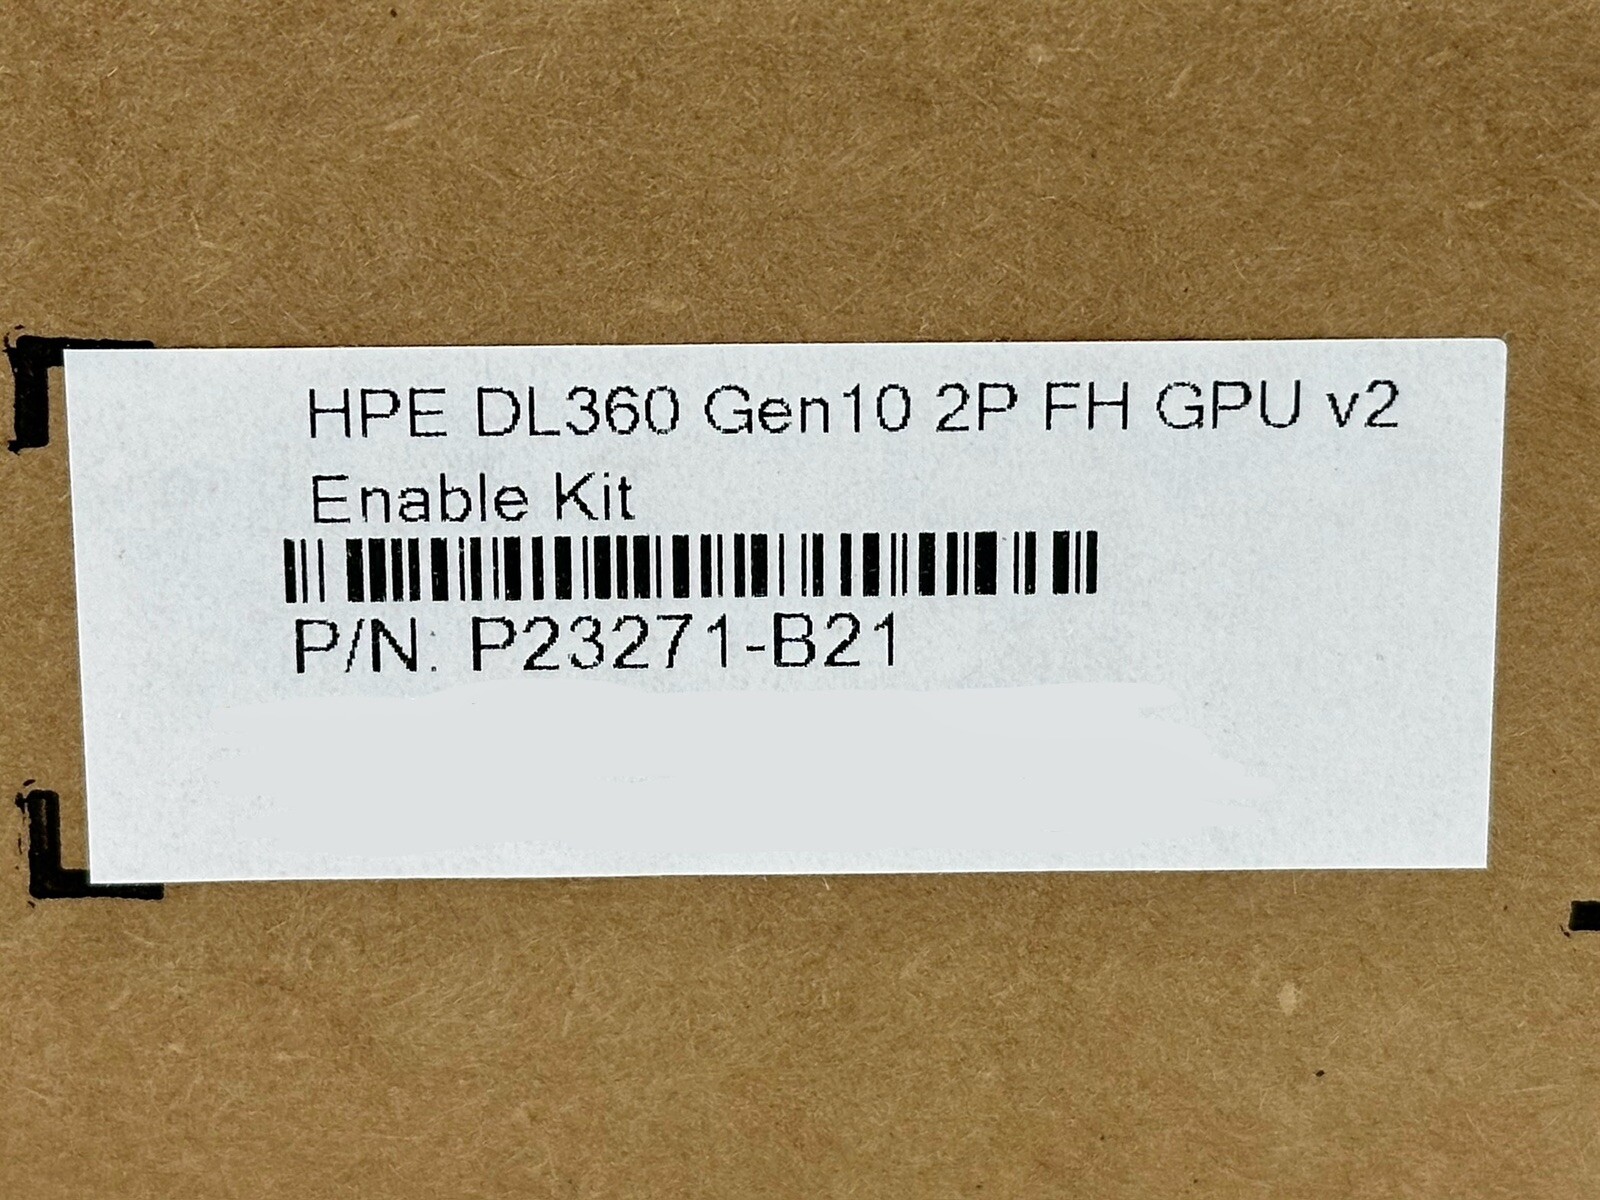 HPE DL360 Gen10 2P FH GPU v2
Enable Kit
P/N: P23271-B21